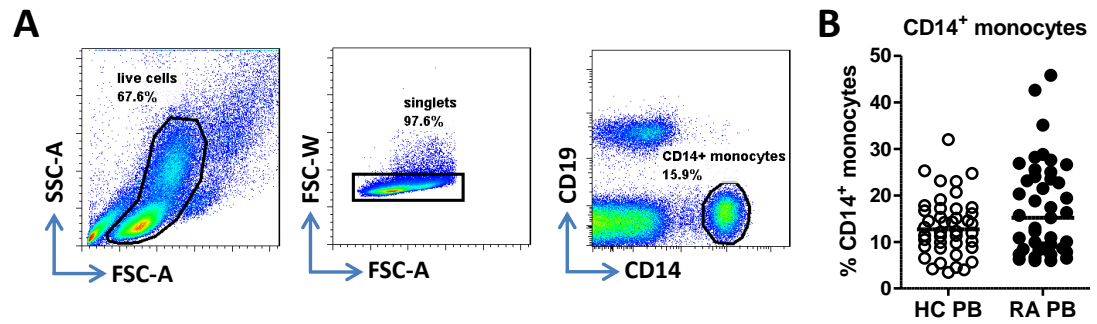 A
live cells
67.6%
SSC-A
FSC-A
singlets
97.6%
FSC-W
FSC-A
CD14+ monocytes
15.9%
CD19
CD14
B
CD14⁺ monocytes
% CD14⁺ monocytes
50
40
30
20
10
0
HC PB
RA PB